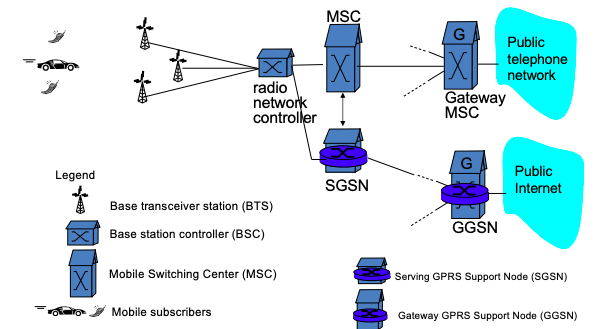 MSC
G
Public
telephone
network
radio
network
controller
Gateway
MSC
SGSN
G
GGSN
Public
Internet
Legend
Base transceiver station (BTS)
Base station controller (BSC)
Mobile Switching Center (MSC)
Mobile subscribers
Serving GPRS Support Node (SGSN)
Gateway GPRS Support Node (GGSN)